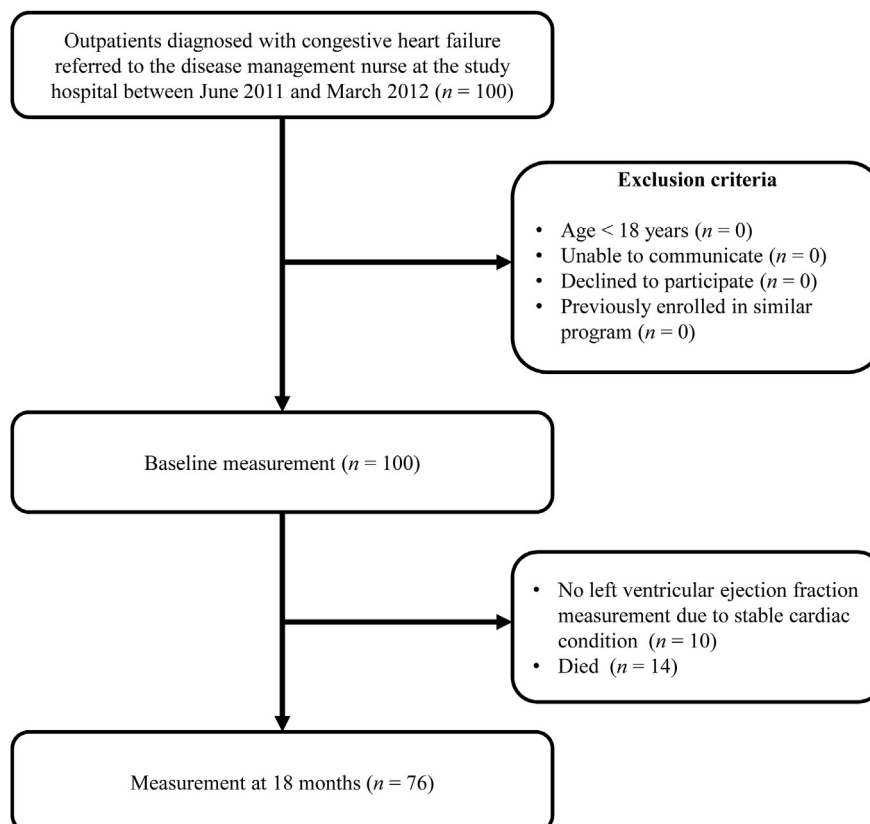 Outpatients diagnosed with congestive heart failure
referred to the disease management nurse at the study
hospital between June 2011 and March 2012 (n = 100)
Exclusion criteria
• Age < 18 years (n = 0)
• Unable to communicate (n = 0)
• Declined to participate (n = 0)
• Previously enrolled in similar
program (n = 0)
Baseline measurement (n = 100)
• No left ventricular ejection fraction
measurement due to stable cardiac
condition (n = 10)
• Died (n = 14)
Measurement at 18 months (n = 76)